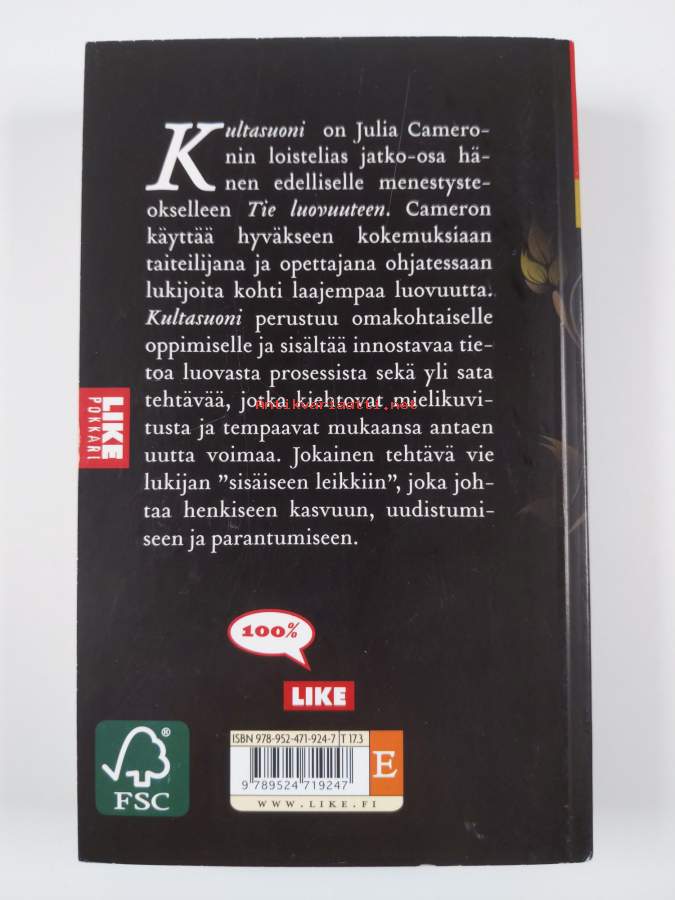 Kultasuoni on Julia Camero-
nin loistelias jatko-osa hä-
nen edelliselle menestyste-
okselleen Tie luovuuteen. Cameron
käyttää hyväkseen kokemuksiaan
taiteilijana ja opettajana ohjatessaan
lukijoita kohti laajempaa luovuutta.
Kultasuoni perustuu omakohtaiselle
oppimiselle ja sisältää innostavaa tie-
toa luovasta prosessista sekä yli sata
tehtävää, jotka kiehtovat mielikuvi-
antikvariaatti.net
tusta ja tempaavat mukaansa antaen
uutta voimaa. Jokainen tehtävä vie
lukijan ”sisäiseen leikkiin”, joka joh-
taa henkiseen kasvuun, uudistumi-
seen ja parantumiseen.
LIKE
POKKARI
100%
LIKE
FSC
®
ISBN 978-952-471-924-7 T 17.3
9 789524 719247
E
WWW.LIKE.FI